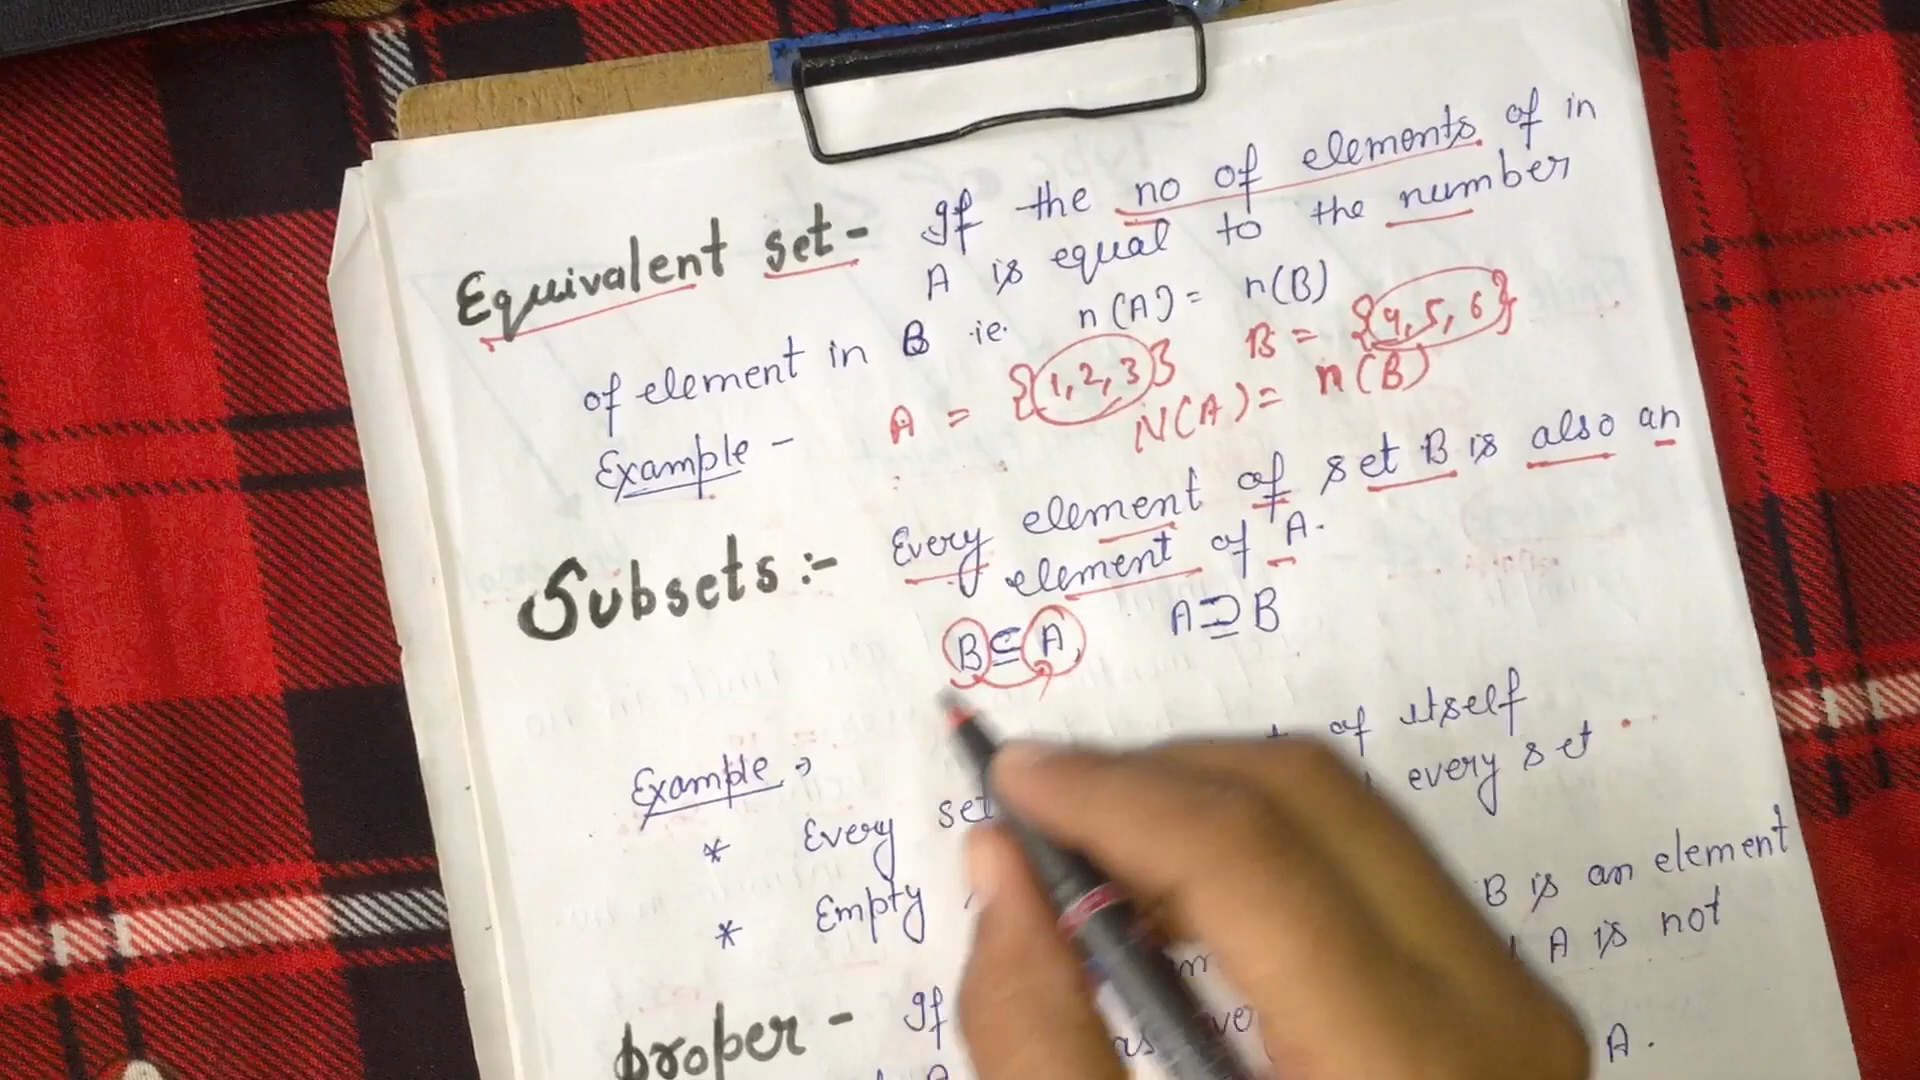 Equivalent set - If the no of elements of in
A is equal to the number
of element in B ie. n(A) = n(B)
Example - A = {1,2,3} B = {4,5,6}
N(A) = n(B)
Subsets :- Every element of set B is also an
element of A.
B ⊆ A A ⊇ B
Example →
* Every set of itself
* Empty every set
proper - If B is an element
A is not
A.